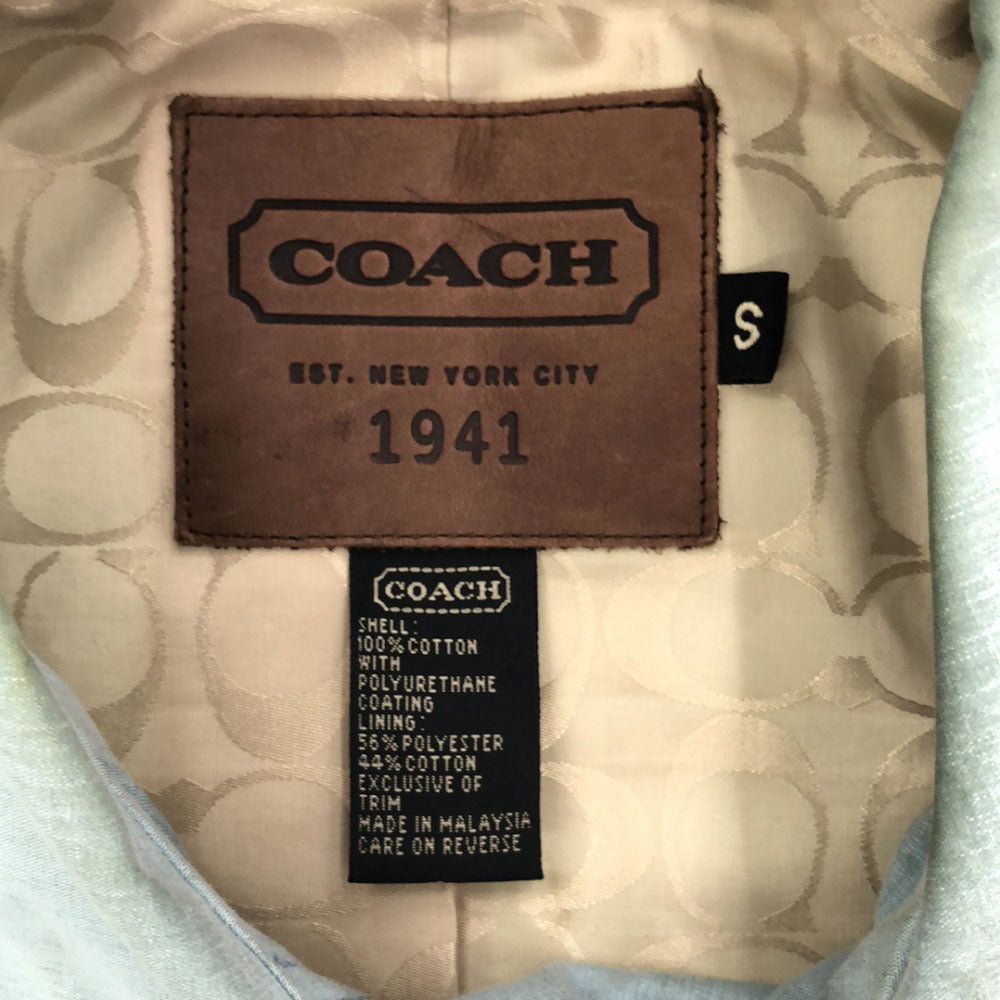 COACH
EST. NEW YORK CITY
1941
S
COACH
SHELL:
100% COTTON
WITH
POLYURETHANE
COATING
LINING:
56% POLYESTER
44% COTTON
EXCLUSIVE OF
TRIM
MADE IN MALAYSIA
CARE ON REVERSE